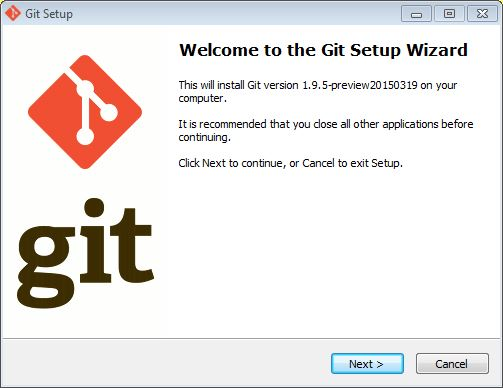 Git Setup
Welcome to the Git Setup Wizard
This will install Git version 1.9.5-preview20150319 on your
computer.
It is recommended that you close all other applications before
continuing.
Click Next to continue, or Cancel to exit Setup.
git
Next >
Cancel